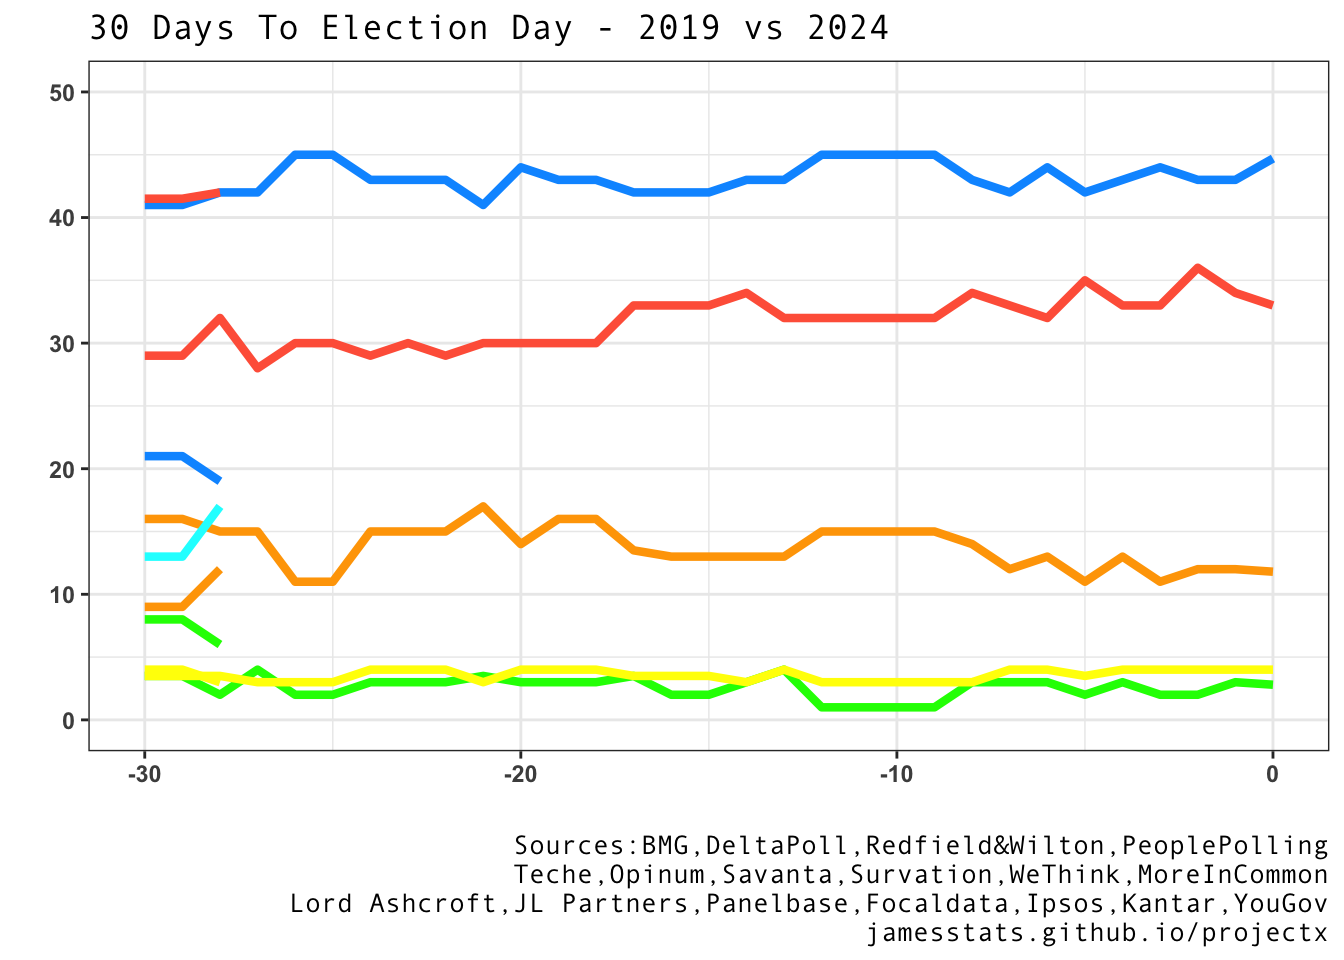 30 Days To Election Day - 2019 vs 2024
50
40
30
20
10
0
-30 -20 -10 0
Sources:BMG,DeltaPoll,Redfield&Wilton,PeoplePolling
Teche,Opinum,Savanta,Survation,WeThink,MoreInCommon
Lord Ashcroft,JL Partners,Panelbase,Focaldata,Ipsos,Kantar,YouGov
jamesstats.github.io/projectx